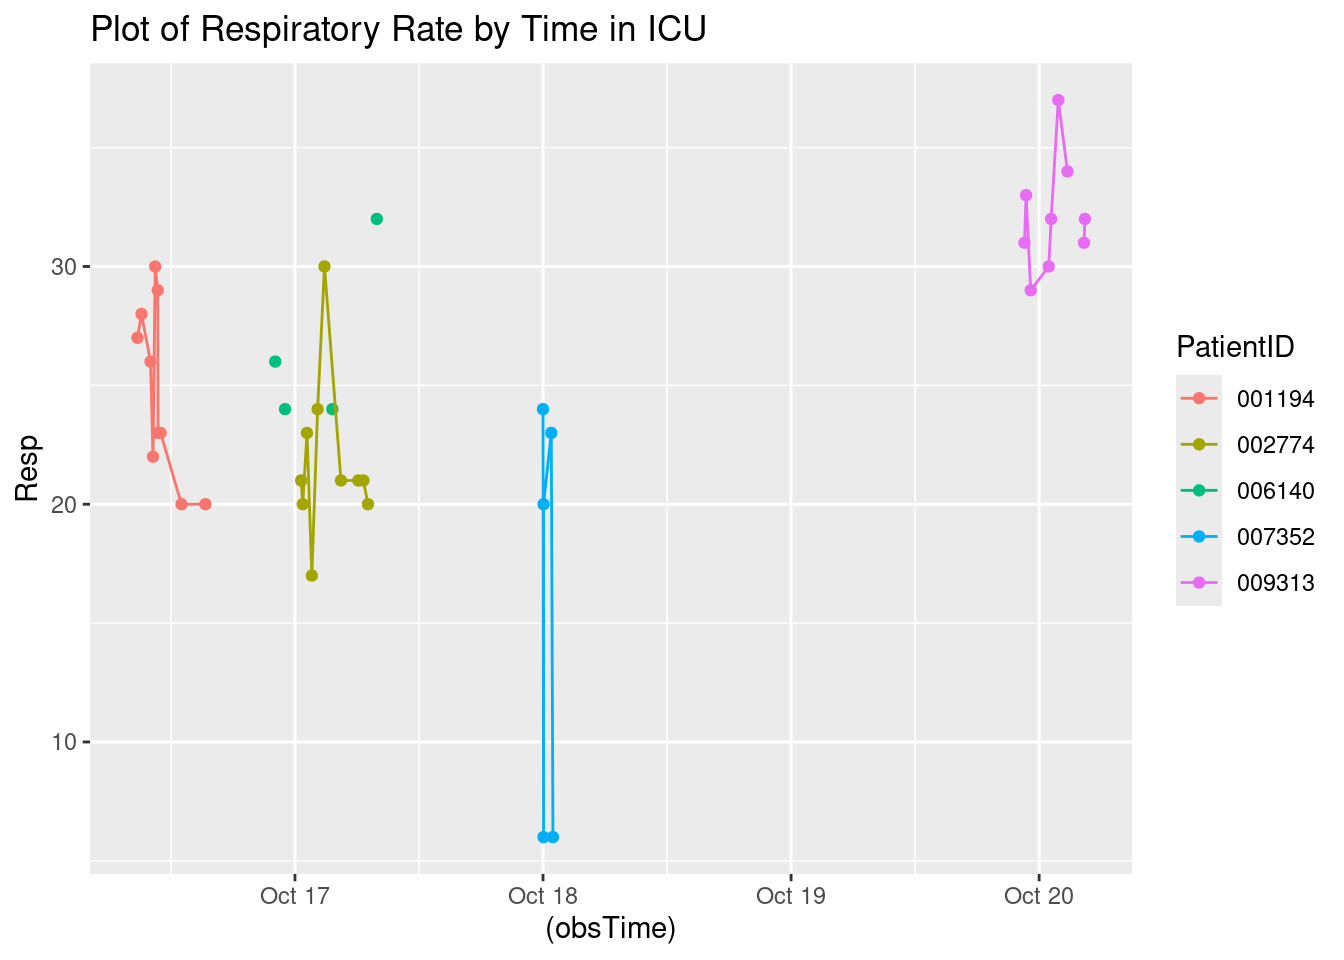 Plot of Respiratory Rate by Time in ICU
Resp
30
20
10
Oct 17
Oct 18
Oct 19
Oct 20
(obsTime)
PatientID
001194
002774
006140
007352
009313